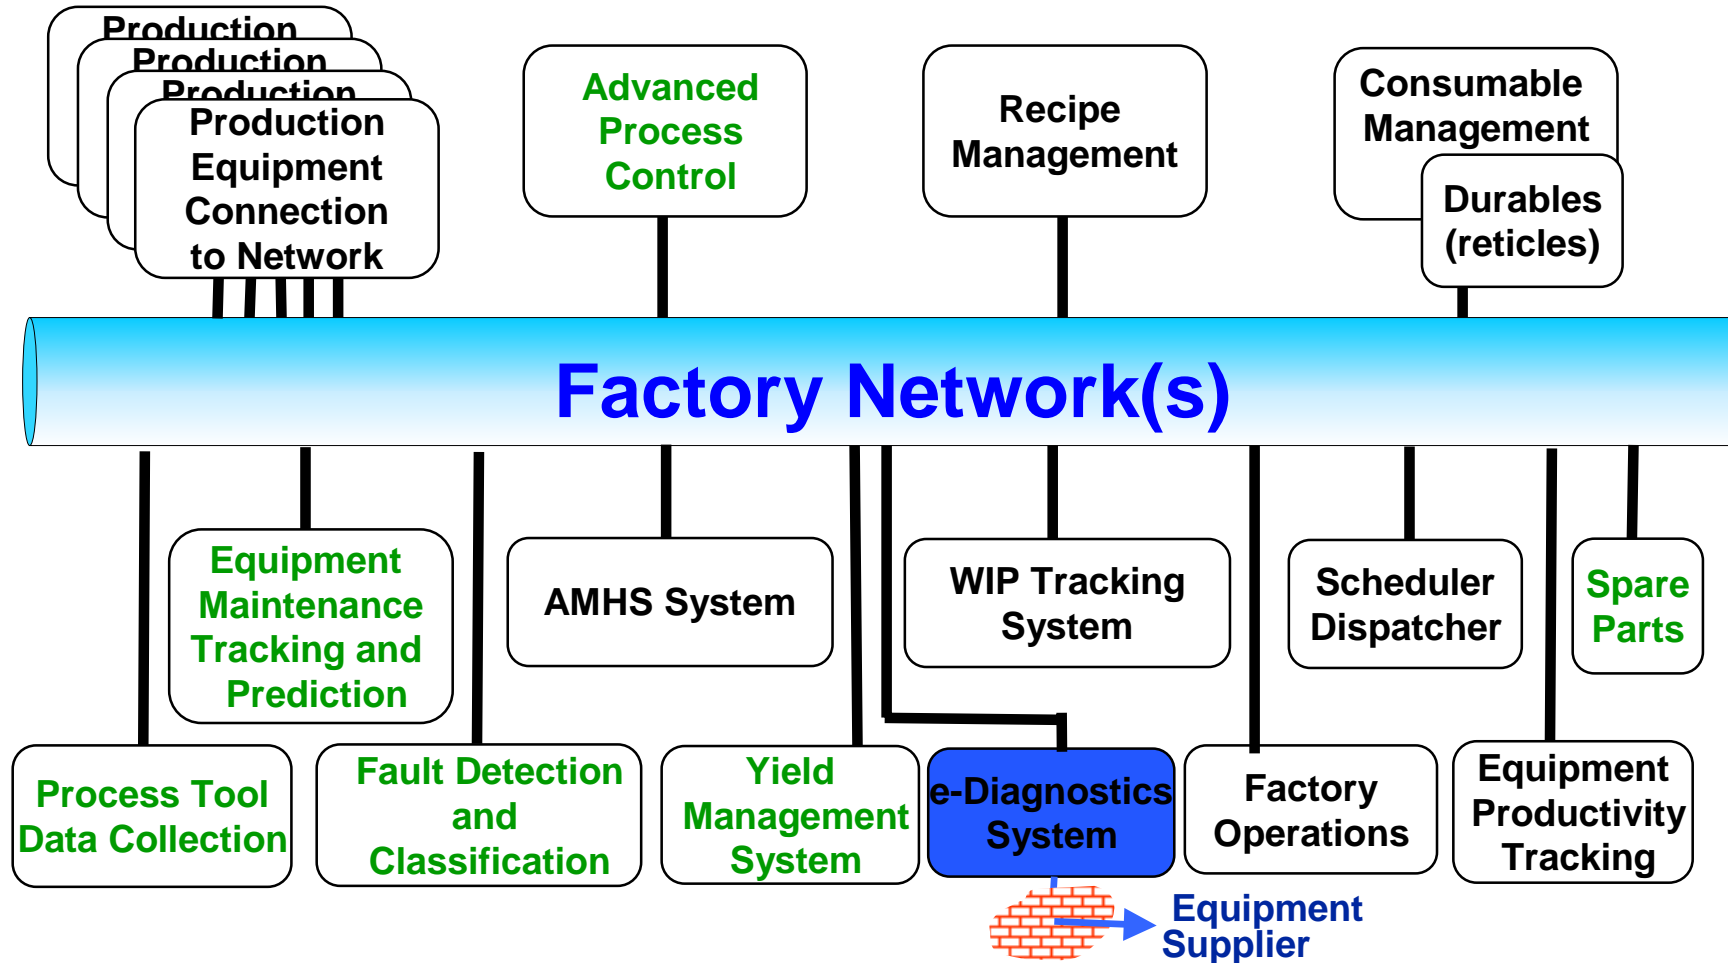 Production
Production
Production
Production
Equipment
Connection
to Network
Advanced
Process
Control
Recipe
Management
Consumable
Management
Durables
(reticles)
Factory Network(s)
Equipment
Maintenance
Tracking and
Prediction
AMHS System
WIP Tracking
System
Scheduler
Dispatcher
Spare
Parts
Process Tool
Data Collection
Fault Detection
and
Classification
Yield
Management
System
e-Diagnostics
System
Factory
Operations
Equipment
Productivity
Tracking
Equipment
Supplier